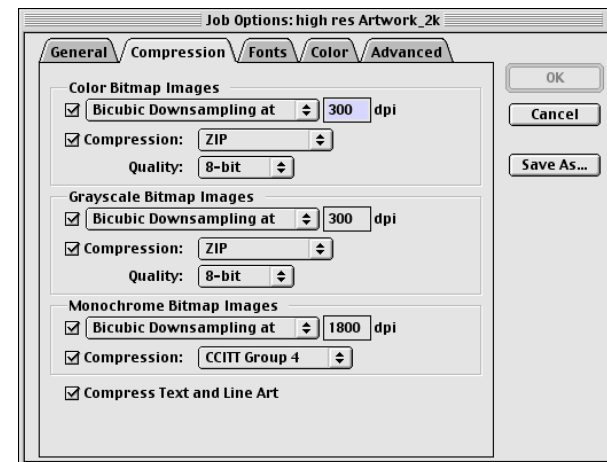 Job Options: high res Artwork_2k
General Compression Fonts Color Advanced
Color Bitmap Images
Bicubic Downsampling at 300 dpi
Compression: ZIP
Quality: 8-bit
Grayscale Bitmap Images
Bicubic Downsampling at 300 dpi
Compression: ZIP
Quality: 8-bit
Monochrome Bitmap Images
Bicubic Downsampling at 1800 dpi
Compression: CCITT Group 4
Compress Text and Line Art
OK
Cancel
Save As...